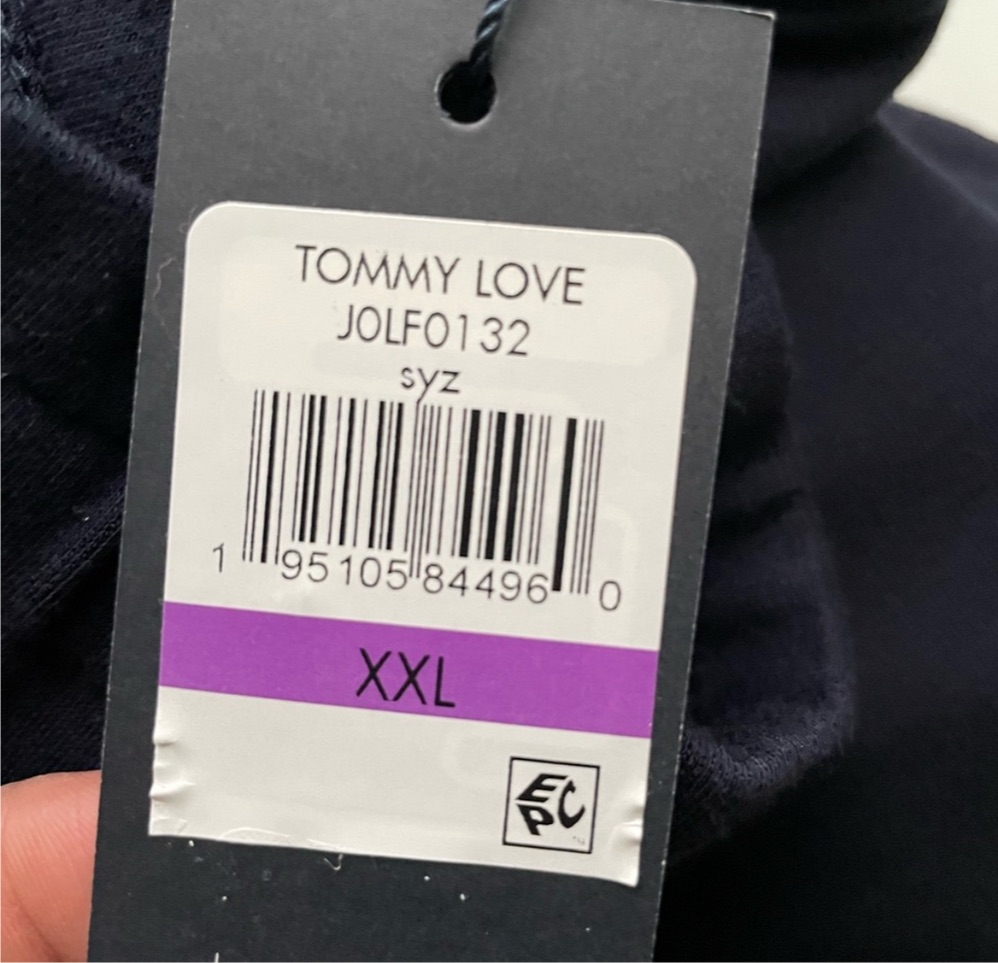 TOMMY LOVE
J0LF0132
syz
1 95105 84496 0
XXL
EPC